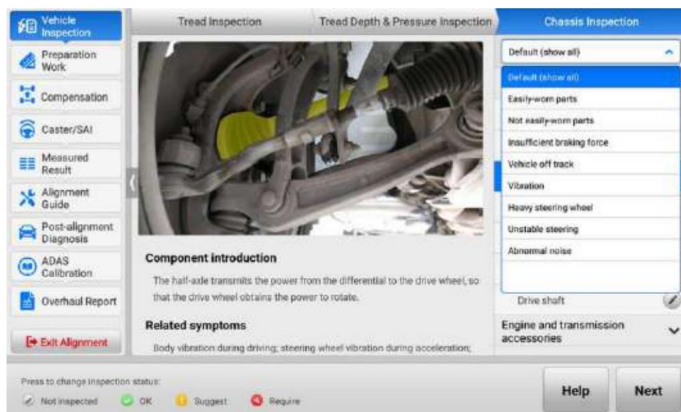 Vehicle
Inspection
Preparation
Work
Compensation
Caster/SAI
Measured
Result
Alignment
Guide
Post-alignment
Diagnosis
ADAS
Calibration
Overhaul Report
Exit Alignment
Tread Inspection
Tread Depth & Pressure Inspection
Chassis Inspection
Component introduction
The half-axle transmits the power from the differential to the drive wheel, so
that the drive wheel obtains the power to rotate.
Related symptoms
Body vibration during driving; steering wheel vibration during acceleration;
Default (show all)
Default (show all)
Easily-worn parts
Not easily-worn parts
Insufficient braking force
Vehicle off track
Vibration
Heavy steering wheel
Unstable steering
Abnormal noise
Drive shaft
Engine and transmission
accessories
Press to change inspection status:
Not inspected
OK
Suggest
Require
Help
Next